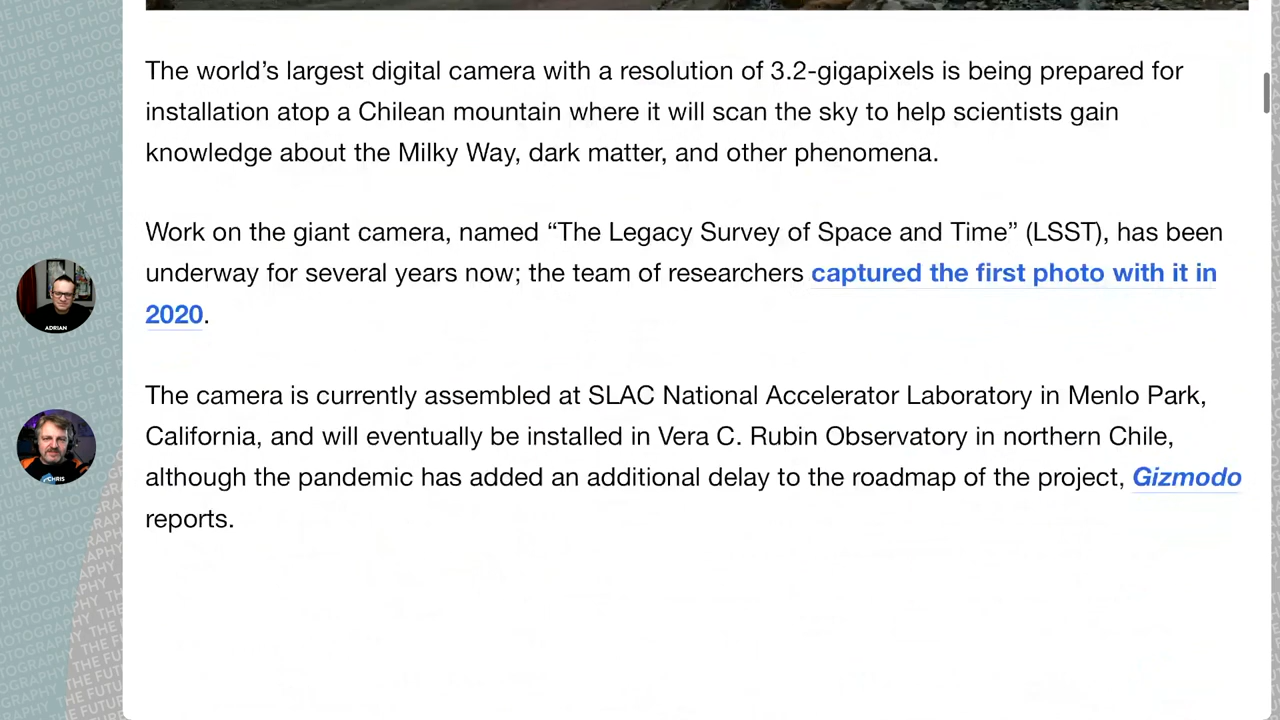 The world’s largest digital camera with a resolution of 3.2-gigapixels is being prepared for
installation atop a Chilean mountain where it will scan the sky to help scientists gain
knowledge about the Milky Way, dark matter, and other phenomena.
Work on the giant camera, named “The Legacy Survey of Space and Time” (LSST), has been
underway for several years now; the team of researchers captured the first photo with it in
2020.
The camera is currently assembled at SLAC National Accelerator Laboratory in Menlo Park,
California, and will eventually be installed in Vera C. Rubin Observatory in northern Chile,
although the pandemic has added an additional delay to the roadmap of the project, Gizmodo
reports.
ADRIAN
CHRIS
THE FUTURE OF PHOTOGRAPHY